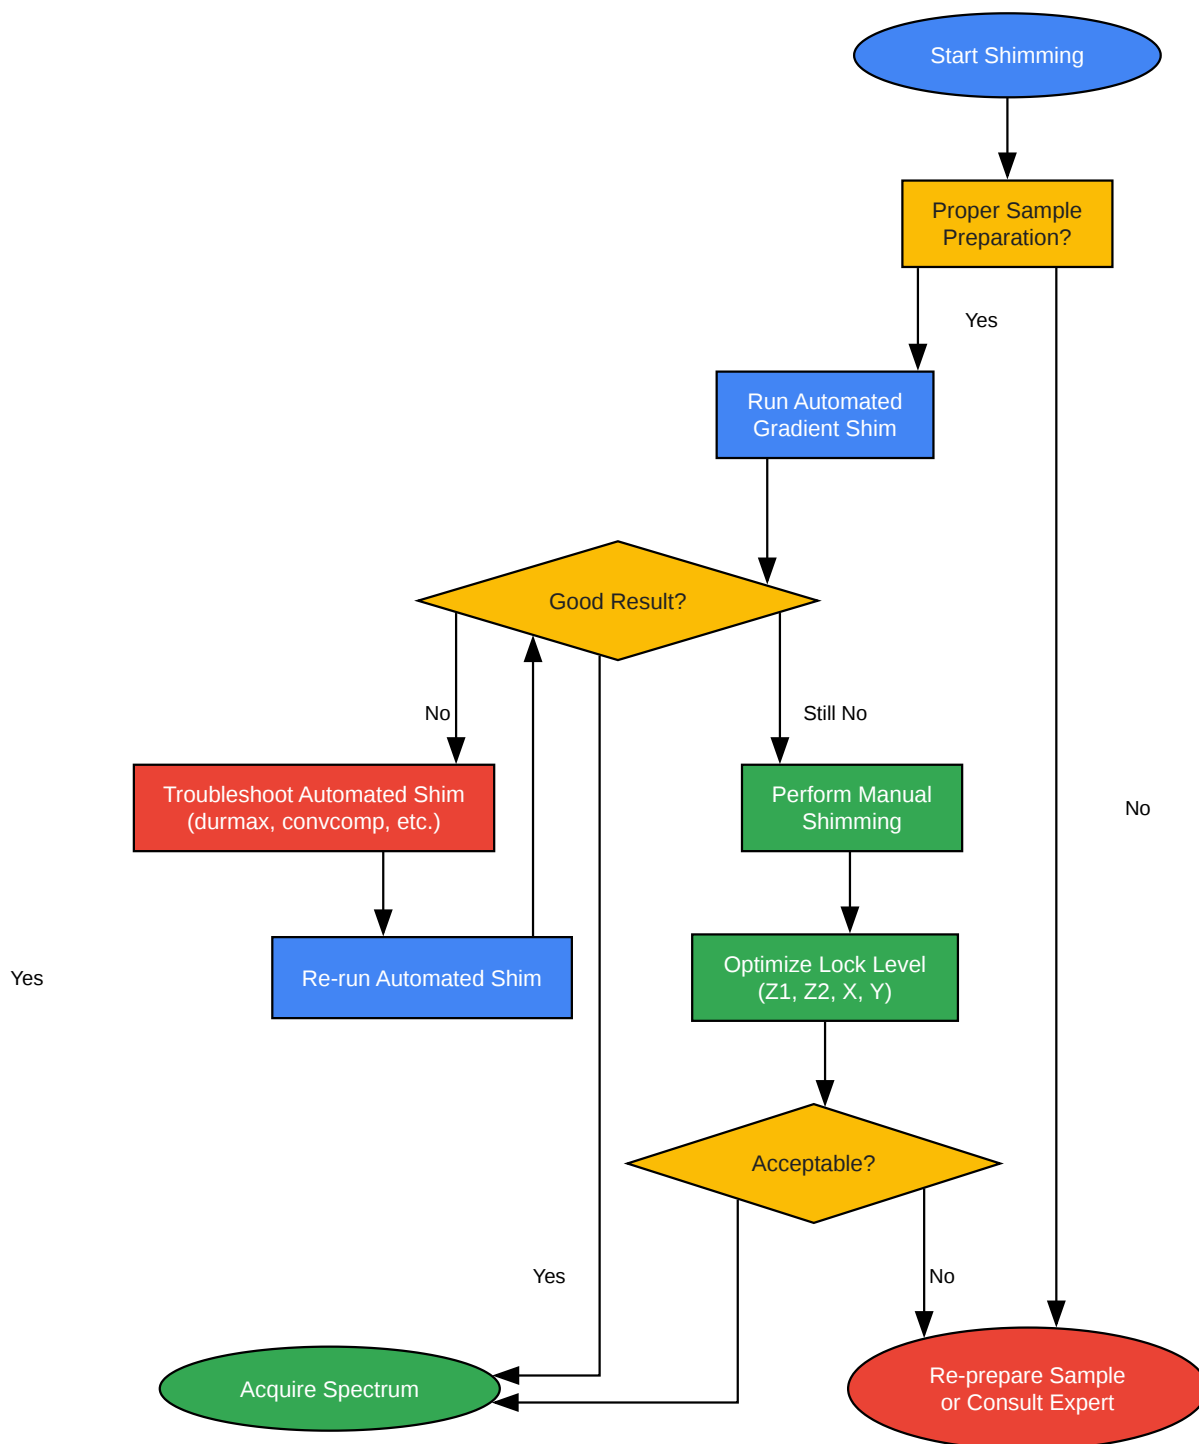 Start Shimming
Proper Sample
Preparation?
Yes
Run Automated
Gradient Shim
Good Result?
No
Still No
Troubleshoot Automated Shim
(durmax, convcomp, etc.)
Perform Manual
Shimming
No
Optimize Lock Level
(Z1, Z2, X, Y)
Yes
Re-run Automated Shim
Acceptable?
Yes
No
Acquire Spectrum
Re-prepare Sample
or Consult Expert